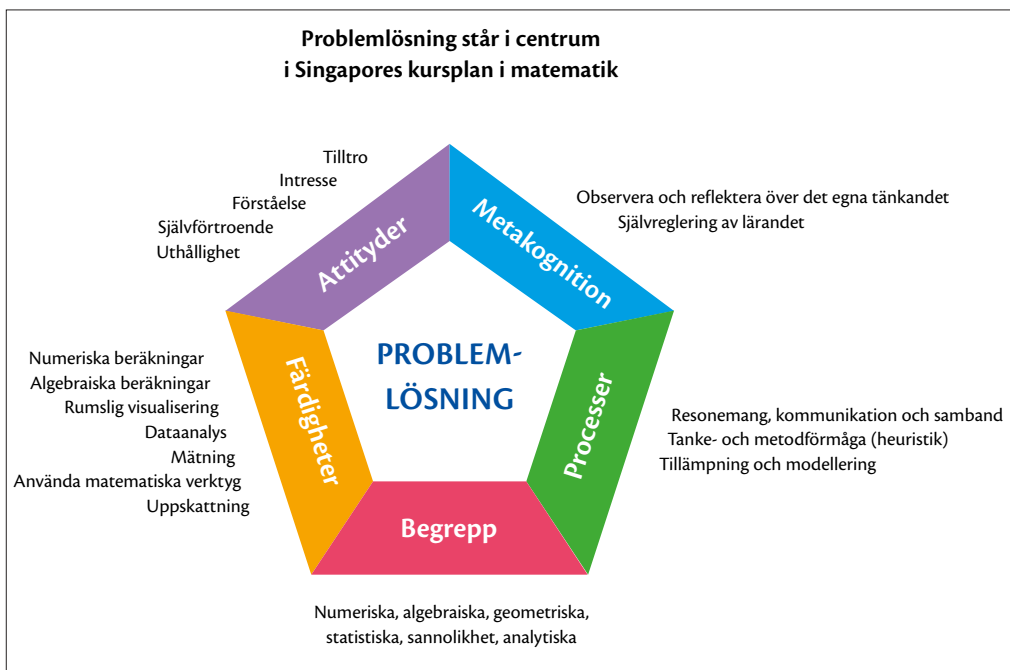 Problemlösning står i centrum
i Singapores kursplan i matematik
Tilltro
Intresse
Förståelse
Självförtroende
Uthållighet
Attityder
Metakognition
Observera och reflektera över det egna tänkandet
Självreglering av lärandet
Numeriska beräkningar
Algebraiska beräkningar
Rumslig visualisering
Dataanalys
Mätning
Använda matematiska verktyg
Uppskattning
Färdigheter
PROBLEM-
LÖSNING
Processer
Resonemang, kommunikation och samband
Tanke- och metodförmåga (heuristik)
Tillämpning och modellering
Begrepp
Numeriska, algebraiska, geometriska,
statistiska, sannolikhet, analytiska